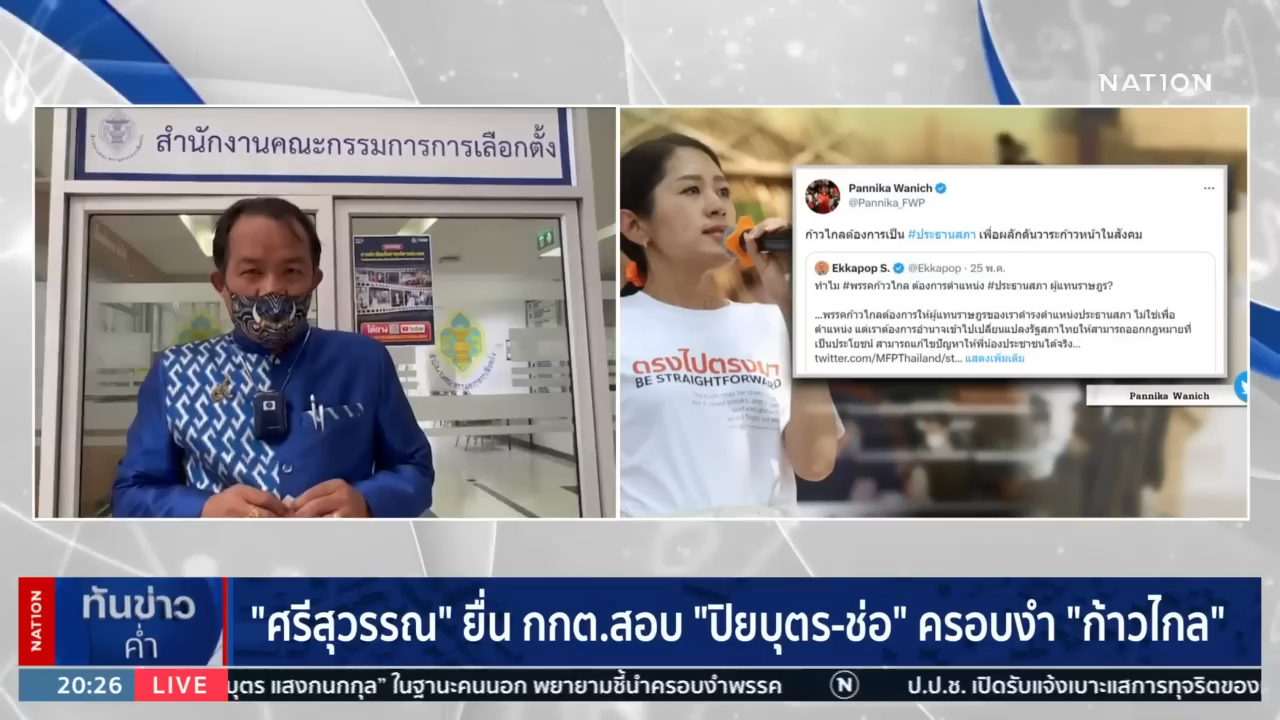 NATION
สำนักงานคณะกรรมการการเลือกตั้ง
YouTube
ตรงไปตรงมา
BE STRAIGHTFORWARD
Pannika Wanich
@Pannika_FWP
ก้าวไกลต้องการเป็น #ประธานสภา เพื่อผลักดันวาระก้าวหน้าในสังคม
Ekkapop S. @Ekkapop · 25 พ.ค.
ทำไม #พรรคก้าวไกล ต้องการตำแหน่ง #ประธานสภา ผู้แทนราษฎร?
...พรรคก้าวไกลต้องการให้ผู้แทนราษฎรของเราดำรงตำแหน่งประธานสภา ไม่ใช่เพื่อ
ตำแหน่ง แต่เราต้องการอำนาจเข้าไปเปลี่ยนแปลงรัฐสภาไทยให้สามารถออกกฎหมายที่
เป็นประโยชน์ สามารถแก้ไขปัญหาให้พี่น้องประชาชนได้จริง...
twitter.com/MFPThailand/st... แสดงเพิ่มเติม
Pannika Wanich
NATION
ทันข่าว
ค่ำ
"ศรีสุวรรณ" ยื่น กกต.สอบ "ปิยบุตร-ช่อ" ครอบงำ "ก้าวไกล"
20:26 LIVE บุตร แสงกนกกุล” ในฐานะคนนอก พยายามชี้นำครอบงำพรรค N ป.ป.ช. เปิดรับแจ้งเบาะแสการทุจริตของ